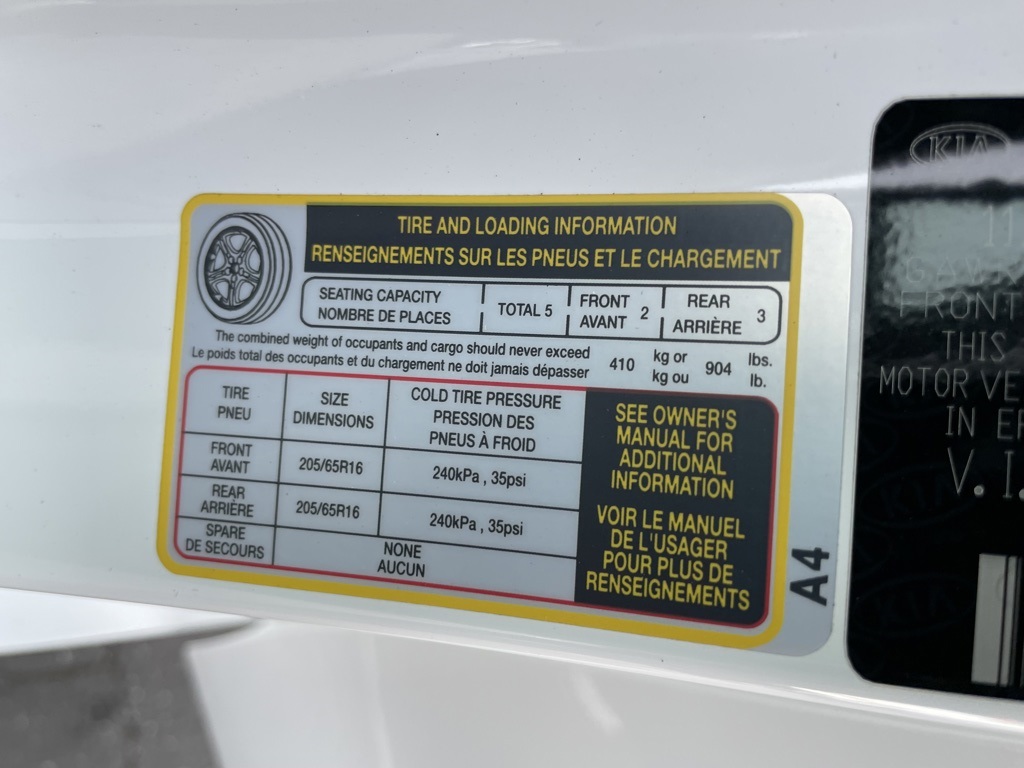 TIRE AND LOADING INFORMATION
RENSEIGNEMENTS SUR LES PNEUS ET LE CHARGEMENT
SEATING CAPACITY
NOMBRE DE PLACES
TOTAL 5
FRONT
AVANT
2
REAR
ARRIÈRE
3
The combined weight of occupants and cargo should never exceed
Le poids total des occupants et du chargement ne doit jamais dépasser
410
kg or
kg ou
904
lbs.
lb.
TIRE
PNEU
SIZE
DIMENSIONS
COLD TIRE PRESSURE
PRESSION DES
PNEUS À FROID
FRONT
AVANT
205/65R16
240kPa , 35psi
REAR
ARRIÈRE
205/65R16
240kPa , 35psi
SPARE
DE SECOURS
NONE
AUCUN
SEE OWNER'S
MANUAL FOR
ADDITIONAL
INFORMATION
VOIR LE MANUEL
DE L'USAGER
POUR PLUS DE
RENSEIGNEMENTS
A4
KIA
11
FRONT
THIS
MOTOR VE
IN
V.I.